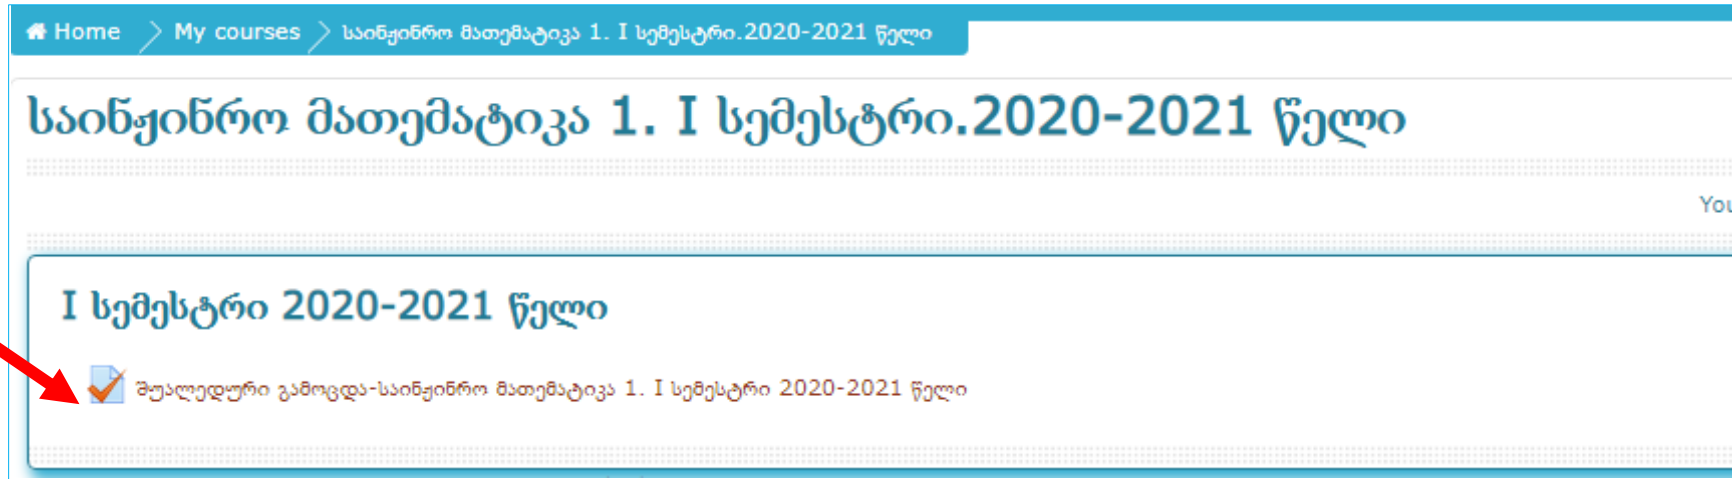 Home My courses საინჟინრო მათემატიკა 1. I სემესტრი.2020-2021 წელი
საინჟინრო მათემატიკა 1. I სემესტრი.2020-2021 წელი
You
I სემესტრი 2020-2021 წელი
შუალედური გამოცდა-საინჟინრო მათემატიკა 1. I სემესტრი 2020-2021 წელი